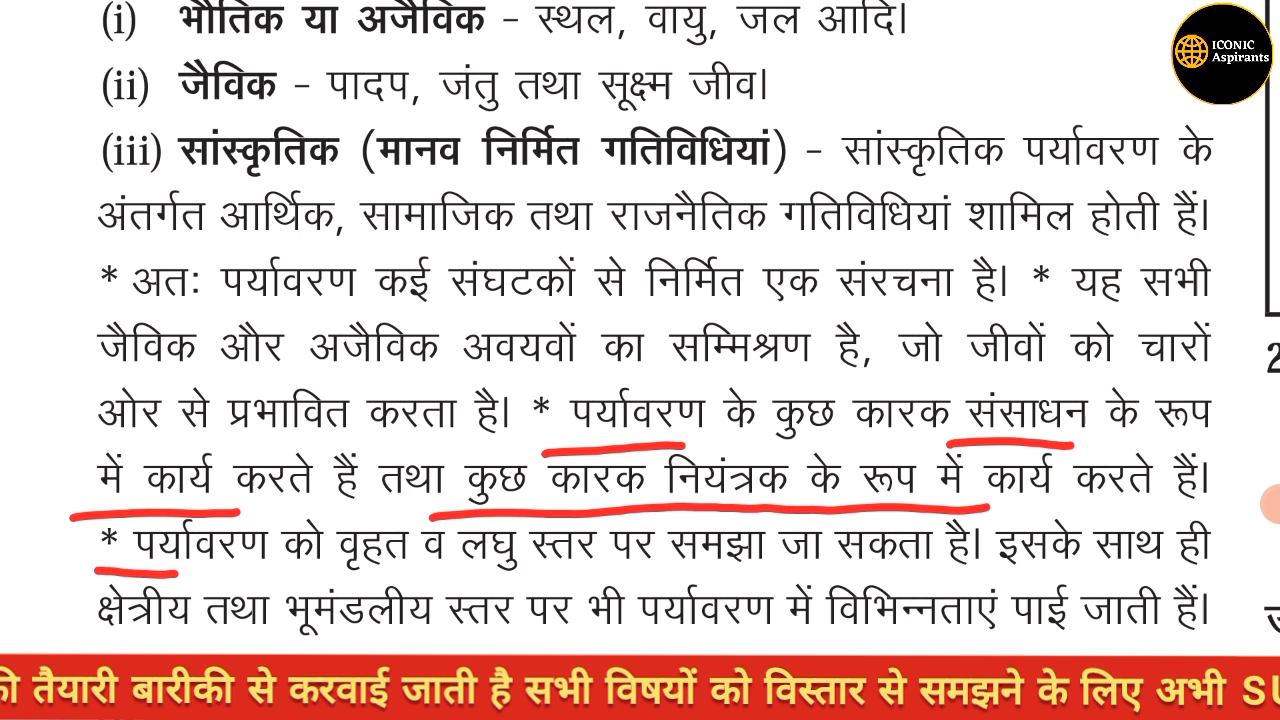 (i) भौतिक या अजैविक – स्थल, वायु, जल आदि।
ICONIC
Aspirants
(ii) जैविक – पादप, जंतु तथा सूक्ष्म जीव।
(iii) सांस्कृतिक (मानव निर्मित गतिविधियां) – सांस्कृतिक पर्यावरण के
अंतर्गत आर्थिक, सामाजिक तथा राजनैतिक गतिविधियां शामिल होती हैं।
* अतः पर्यावरण कई संघटकों से निर्मित एक संरचना है। * यह सभी
जैविक और अजैविक अवयवों का सम्मिश्रण है, जो जीवों को चारों
ओर से प्रभावित करता है। * पर्यावरण के कुछ कारक संसाधन के रूप
में कार्य करते हैं तथा कुछ कारक नियंत्रक के रूप में कार्य करते हैं।
* पर्यावरण को वृहत व लघु स्तर पर समझा जा सकता है। इसके साथ ही
क्षेत्रीय तथा भूमंडलीय स्तर पर भी पर्यावरण में विभिन्नताएं पाई जाती हैं।
तैयारी बारीकी से करवाई जाती है सभी विषयों को विस्तार से समझने के लिए अभी